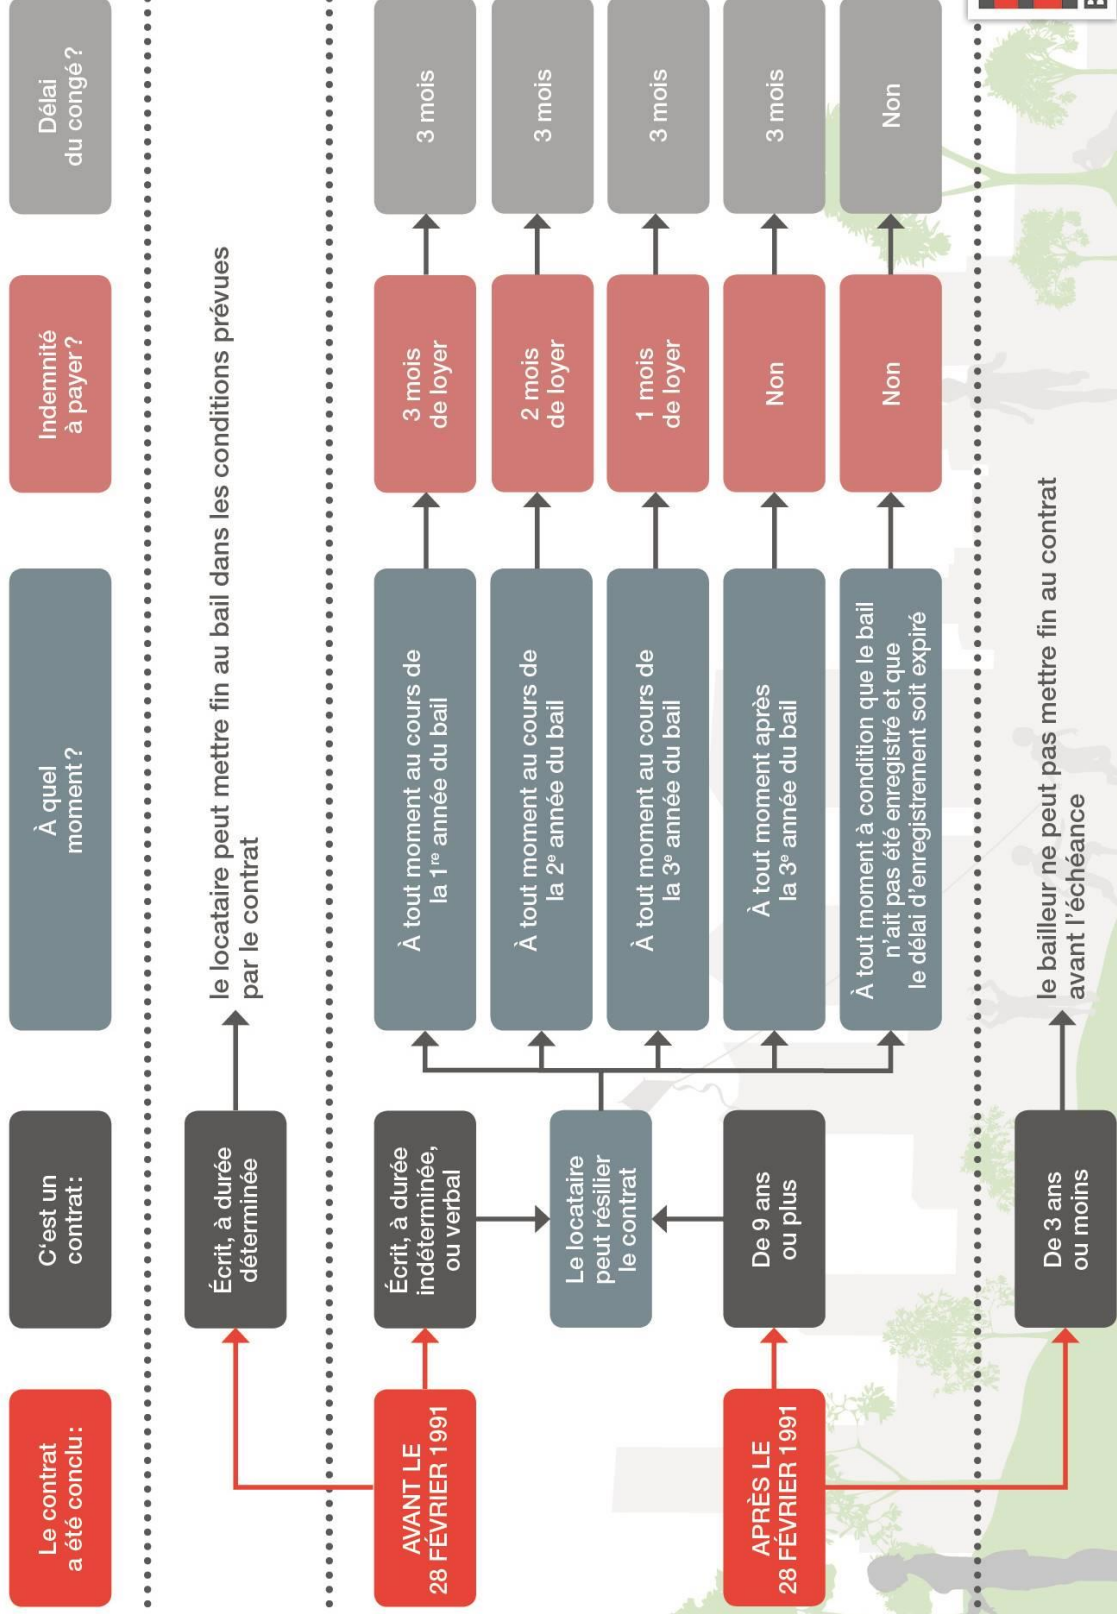 Le contrat
a été conclu :
C'est un
contrat :
À quel
moment ?
Indemnité
à payer ?
Délai
du congé ?
Écrit, à durée
déterminée
le locataire peut mettre fin au bail dans les conditions prévues
par le contrat
AVANT LE
28 FÉVRIER 1991
Écrit, à durée
indéterminée,
ou verbal
Le locataire
peut résilier
le contrat
APRÈS LE
28 FÉVRIER 1991
De 9 ans
ou plus
À tout moment au cours de
la 1re année du bail
3 mois
de loyer
3 mois
À tout moment au cours de
la 2e année du bail
2 mois
de loyer
3 mois
À tout moment au cours de
la 3e année du bail
1 mois
de loyer
3 mois
À tout moment après
la 3e année du bail
Non
3 mois
À tout moment à condition que le bail
n'ait pas été enregistré et que
le délai d'enregistrement soit expiré
Non
Non
De 3 ans
ou moins
le bailleur ne peut pas mettre fin au contrat
avant l'échéance